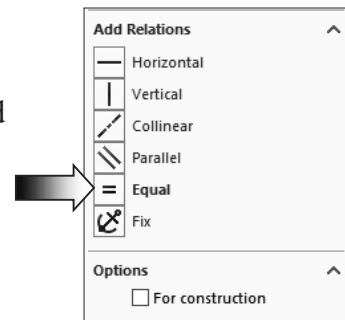 Add Relations
Horizontal
Vertical
Collinear
Parallel
Equal
Fix
Options
For construction